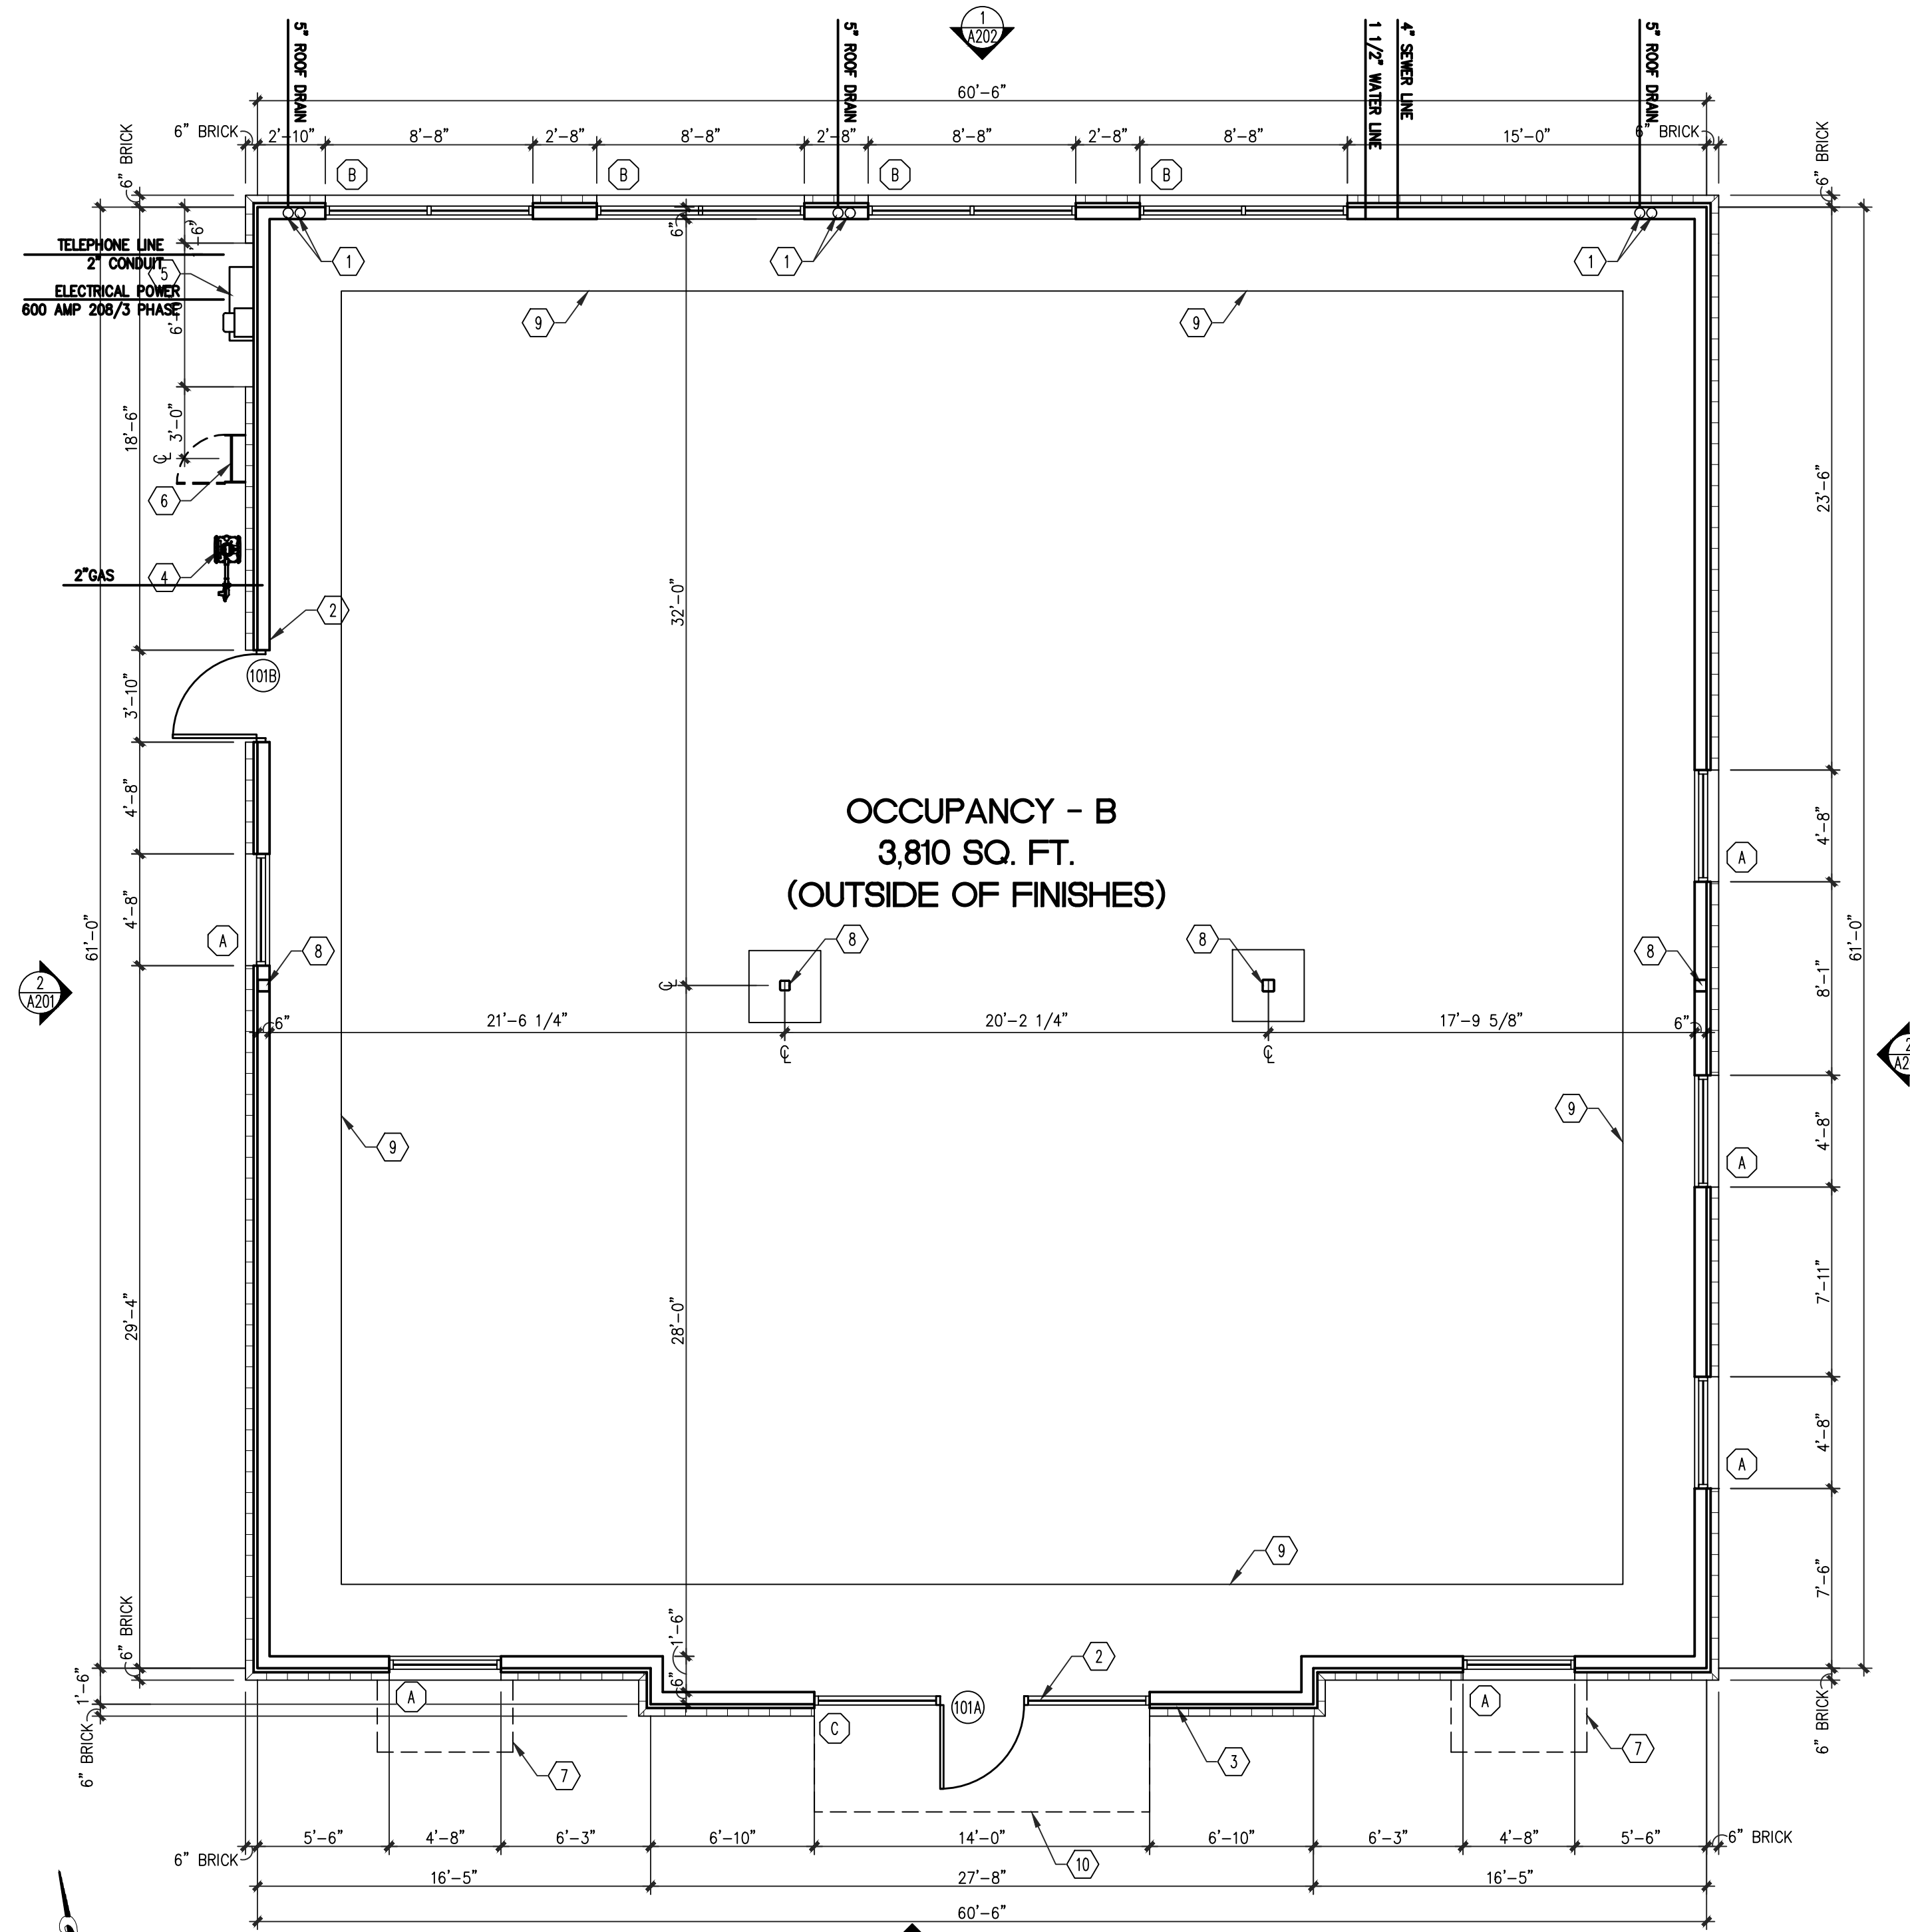 1
A202
5" ROOF DRAIN
5" ROOF DRAIN
1 1/2" WATER LINE
4" SEWER LINE
5" ROOF DRAIN
60'-6"
6" BRICK
2'-10"
8'-8"
2'-8"
8'-8"
2'-8"
8'-8"
2'-8"
8'-8"
15'-0"
6" BRICK
6" BRICK
6" BRICK
B
B
B
B
6"
TELEPHONE LINE
2" CONDUIT
5
ELECTRICAL POWER
600 AMP 208/3 PHASE
1
1
1
9
9
18'-6"
3'-0"
6
23'-6"
2"GAS
4
2
32'-0"
101B
3'-10"
4'-8"
4'-8"
61'-0"
A
OCCUPANCY - B
3,810 SQ. FT.
(OUTSIDE OF FINISHES)
4'-8"
A
8
8
8
8
2
A201
61'-0"
8'-1"
6"
21'-6 1/4"
20'-2 1/4"
17'-9 5/8"
6"
9
9
4'-8"
A
29'-4"
28'-0"
7'-11"
4'-8"
A
9
7'-6"
6" BRICK
1'-6"
1'-6"
6"
2
6" BRICK
6" BRICK
A
C
101A
A
7
3
7
5'-6"
4'-8"
6'-3"
6'-10"
14'-0"
6'-10"
6'-3"
4'-8"
5'-6"
6" BRICK
6" BRICK
10
16'-5"
27'-8"
16'-5"
60'-6"